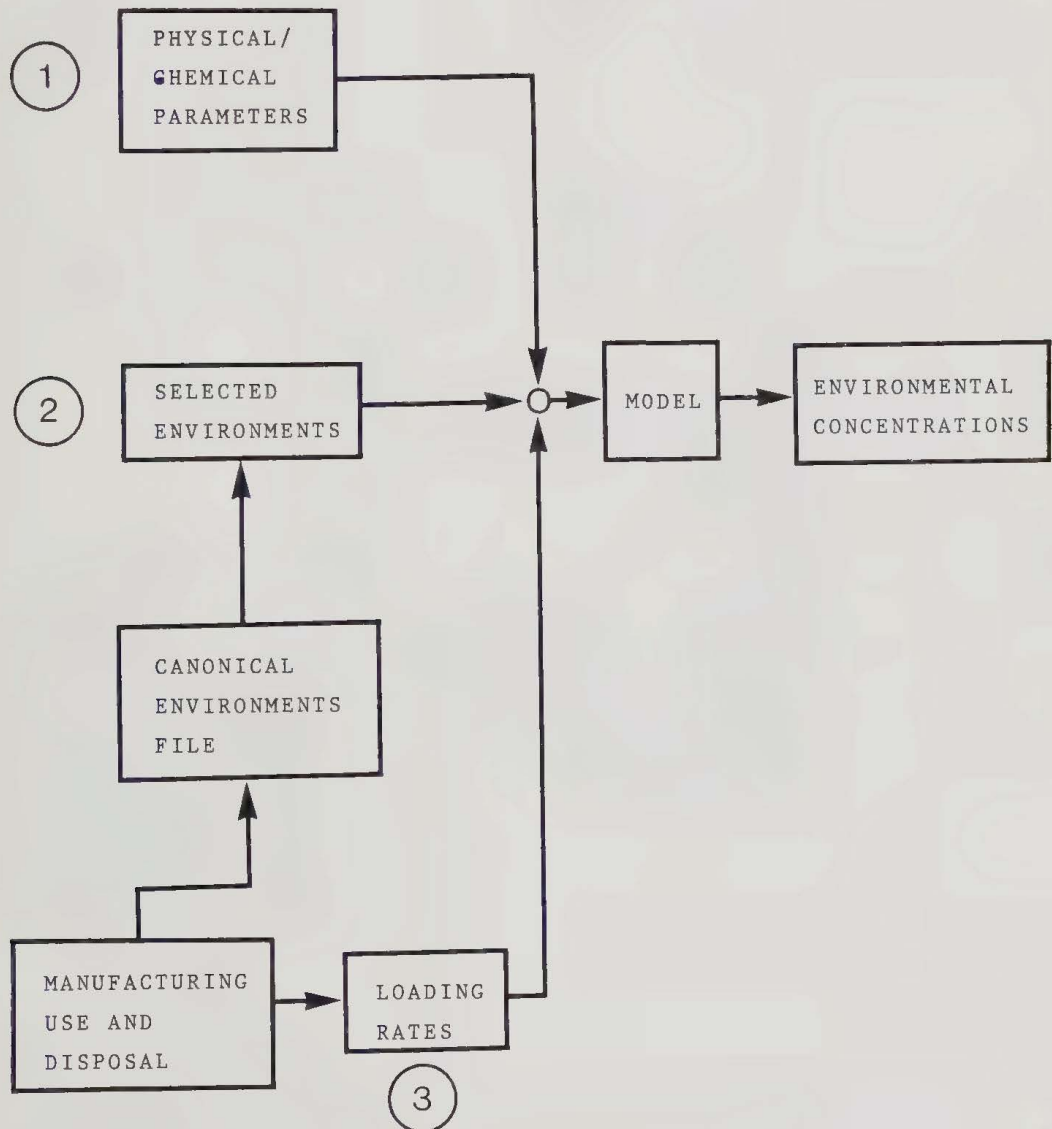 1
PHYSICAL/
CHEMICAL
PARAMETERS
2
SELECTED
ENVIRONMENTS
MODEL
ENVIRONMENTAL
CONCENTRATIONS
CANONICAL
ENVIRONMENTS
FILE
MANUFACTURING
USE AND
DISPOSAL
LOADING
RATES
3